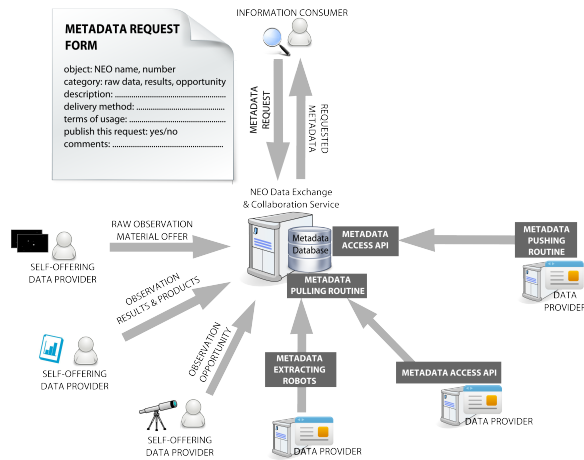 INFORMATION CONSUMER
METADATA REQUEST
FORM
object: NEO name, number
category: raw data, results, opportunity
description: ..........................................
delivery method: .................................
terms of usage: ....................................
publish this request: yes/no
comments: ..........................................
METADATA
REQUEST
REQUESTED
METADATA
NEO Data Exchange
& Collaboration Service
RAW OBSERVATION
MATERIAL OFFER
SELF-OFFERING
DATA PROVIDER
Metadata
Database
METADATA
ACCESS API
METADATA
PUSHING
ROUTINE
DATA
PROVIDER
METADATA
PULLING ROUTINE
OBSERVATION
RESULTS & PRODUCTS
SELF-OFFERING
DATA PROVIDER
OBSERVATION
OPPORTUNITY
METADATA
EXTRACTING
ROBOTS
METADATA ACCESS API
SELF-OFFERING
DATA PROVIDER
DATA PROVIDER
DATA PROVIDER